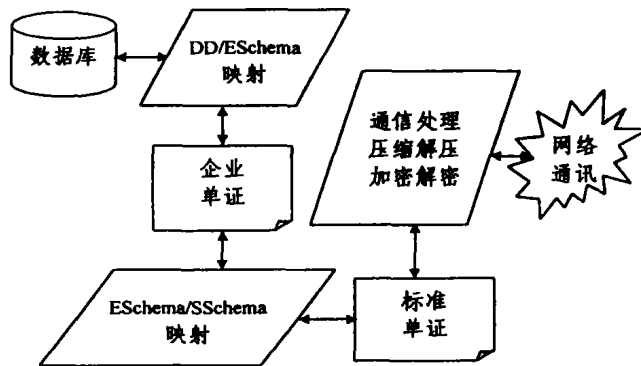 数据库
DD/ESchema
映射
企业
单证
ESchema/SSchema
映射
标准
单证
通信处理
压缩解压
加密解密
网络
通讯